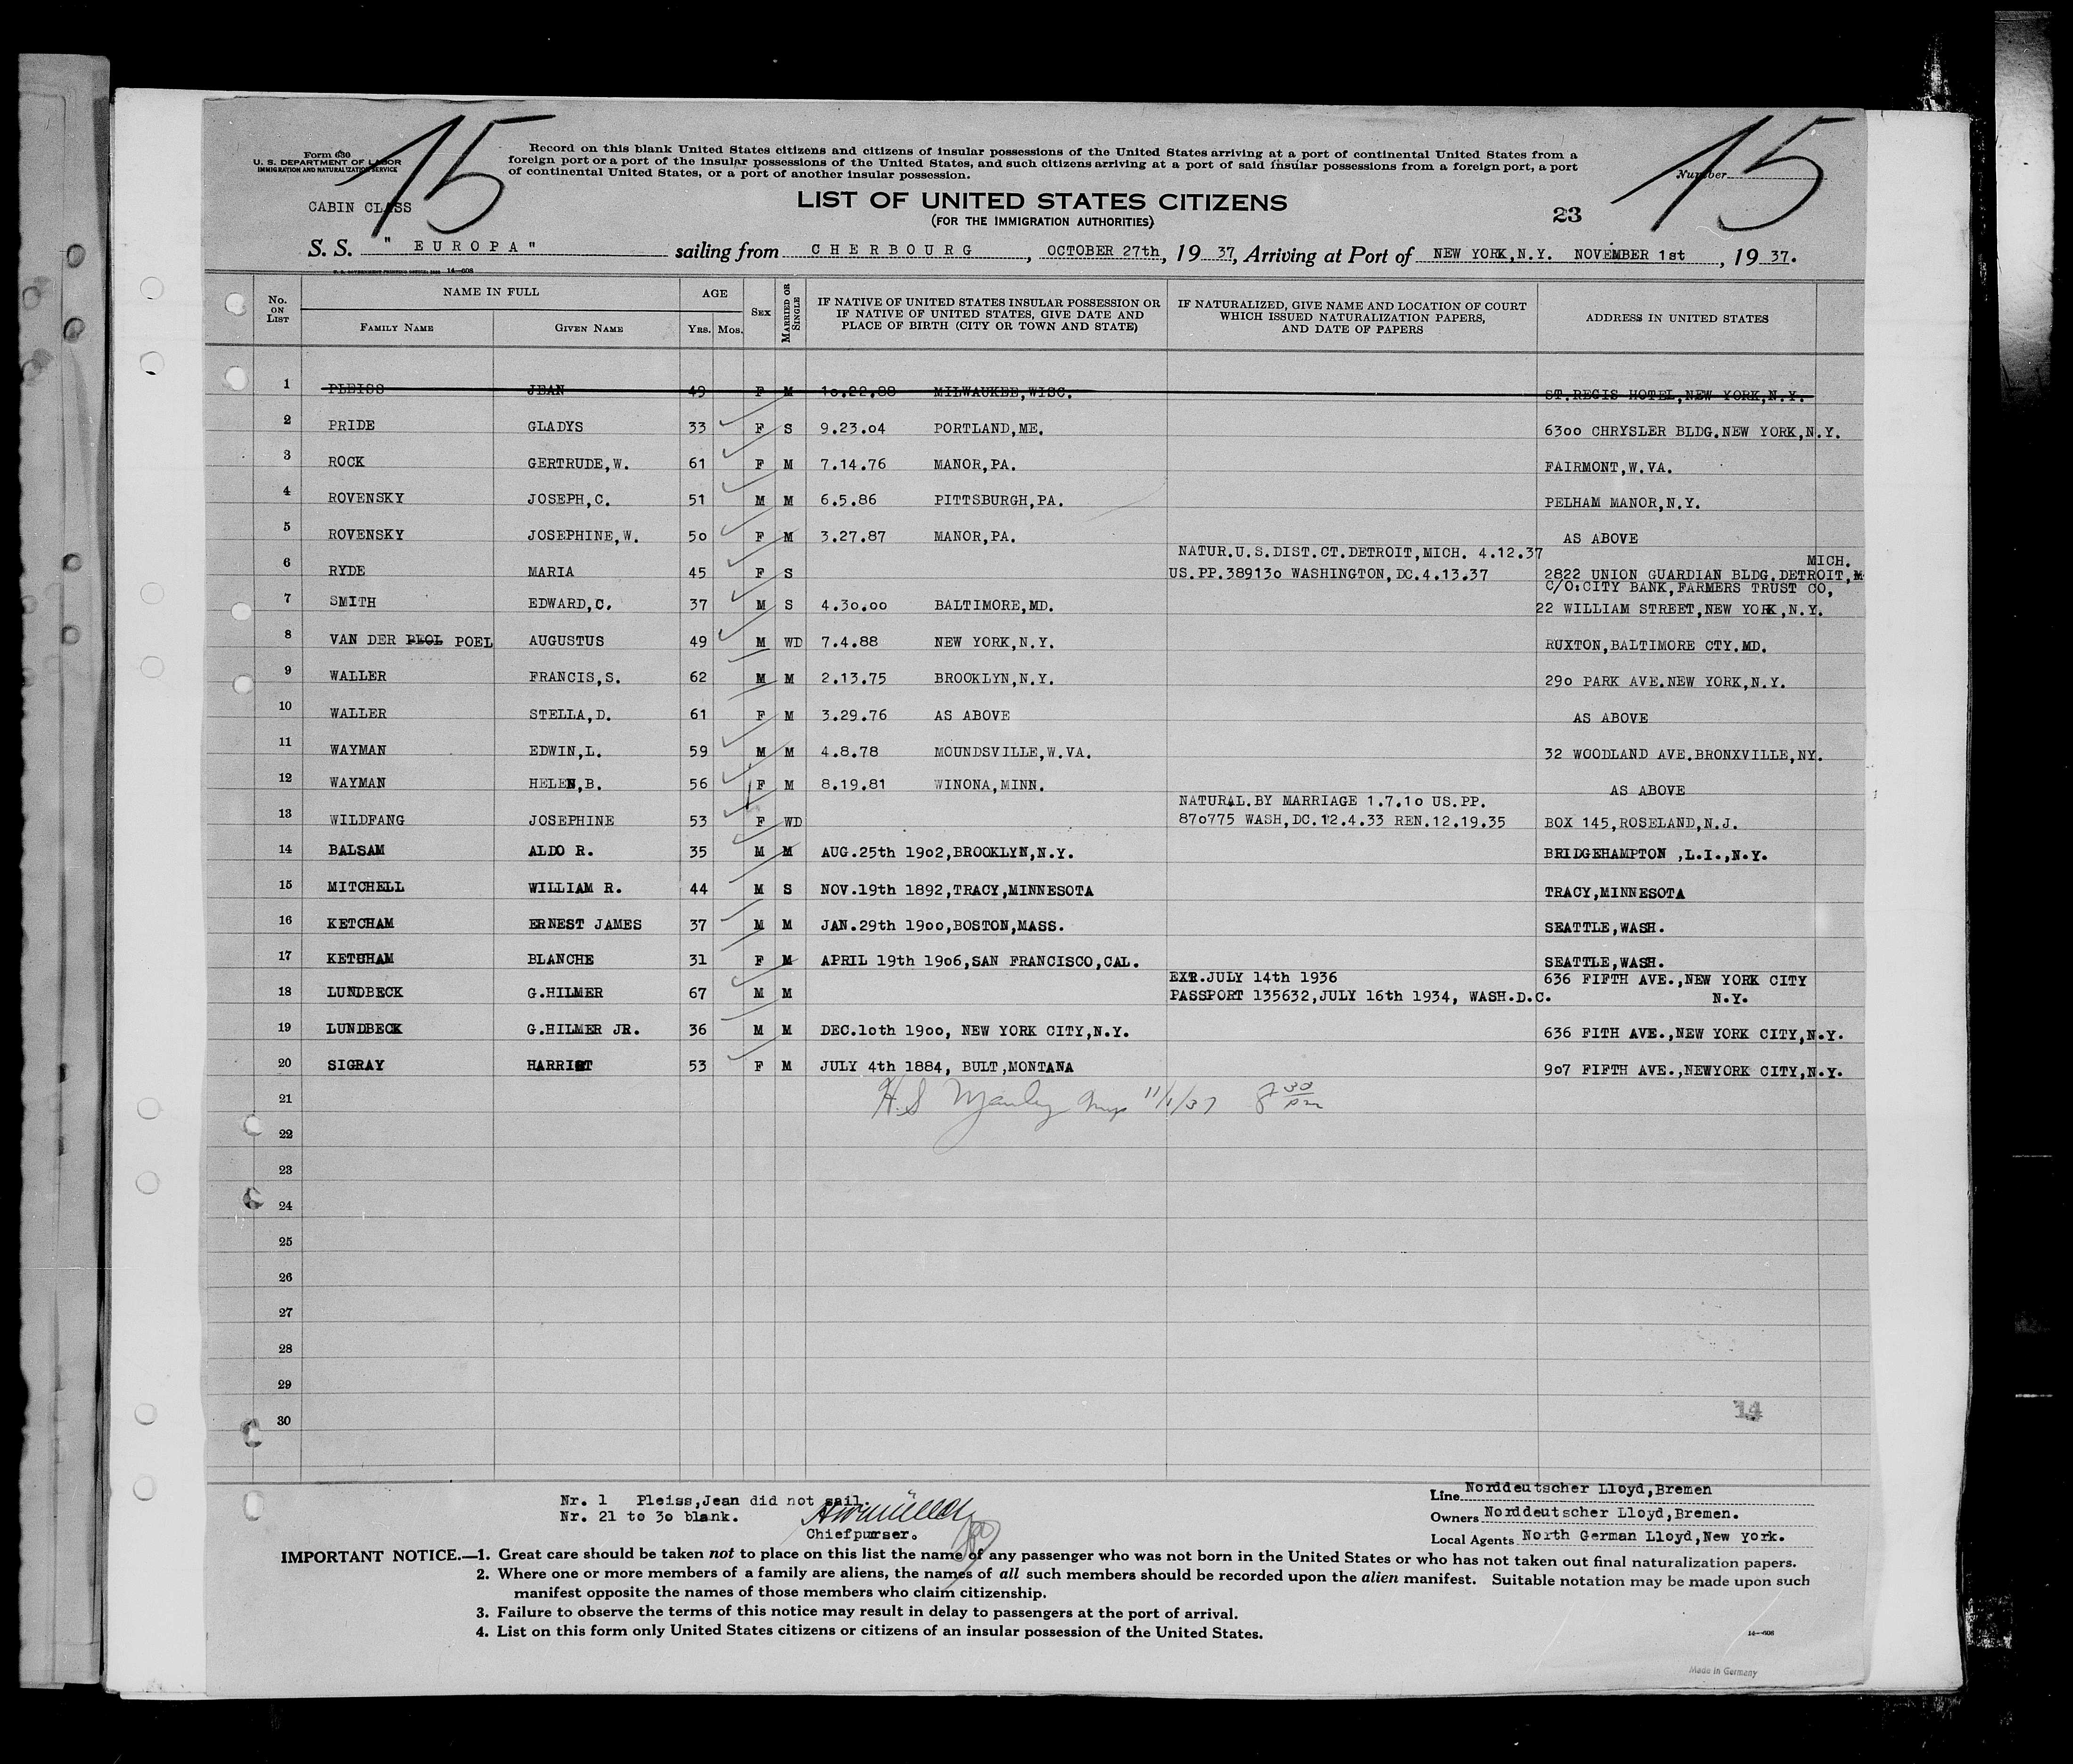 15
15
Form 630
U. S. DEPARTMENT OF LABOR
IMMIGRATION AND NATURALIZATION SERVICE
Record on this blank United States citizens and citizens of insular possessions of the United States arriving at a port of continental United States from a
foreign port or a port of the insular possessions of the United States, and such citizens arriving at a port of said insular possessions from a foreign port, a port
of continental United States, or a port of another insular possession.
Number
CABIN CLASS
LIST OF UNITED STATES CITIZENS
(FOR THE IMMIGRATION AUTHORITIES)
23
S. S. "EUROPA" sailing from CHERBOURG, OCTOBER 27th, 19 37, Arriving at Port of NEW YORK,N.Y. NOVEMBER 1st, 19 37.
14—608
No. ON LIST
NAME IN FULL
FAMILY NAME
GIVEN NAME
AGE
YRS. MOS.
SEX
MARRIED OR SINGLE
IF NATIVE OF UNITED STATES INSULAR POSSESSION OR
IF NATIVE OF UNITED STATES, GIVE DATE AND
PLACE OF BIRTH (CITY OR TOWN AND STATE)
IF NATURALIZED, GIVE NAME AND LOCATION OF COURT
WHICH ISSUED NATURALIZATION PAPERS,
AND DATE OF PAPERS
ADDRESS IN UNITED STATES
1 PLEISS JEAN 49 F M 10.22.88 MILWAUKEE,WISC. ST.REGIS HOTEL,NEW YORK,N.Y.
2 PRIDE GLADYS 33 F S 9.23.04 PORTLAND,ME. 6300 CHRYSLER BLDG.NEW YORK,N.Y.
3 ROCK GERTRUDE,W. 61 F M 7.14.76 MANOR,PA. FAIRMONT,W.VA.
4 ROVENSKY JOSEPH,C. 51 M M 6.5.86 PITTSBURGH,PA. PELHAM MANOR,N.Y.
5 ROVENSKY JOSEPHINE,W. 50 F M 3.27.87 MANOR,PA. AS ABOVE
NATUR.U.S.DIST.CT.DETROIT,MICH. 4.12.37 MICH.
6 RYDE MARIA 45 F S US.PP.389130 WASHINGTON,DC.4.13.37 2822 UNION GUARDIAN BLDG.DETROIT,M
C/O:CITY BANK,FARMERS TRUST CO,
7 SMITH EDWARD,C. 37 M S 4.30.00 BALTIMORE,MD. 22 WILLIAM STREET,NEW YORK,N.Y.
8 VAN DER PLOL POEL AUGUSTUS 49 M WD 7.4.88 NEW YORK,N.Y. RUXTON,BALTIMORE CTY.MD.
9 WALLER FRANCIS,S. 62 M M 2.13.75 BROOKLYN,N.Y. 290 PARK AVE.NEW YORK,N.Y.
10 WALLER STELLA,D. 61 F M 3.29.76 AS ABOVE AS ABOVE
11 WAYMAN EDWIN,L. 59 M M 4.8.78 MOUNDSVILLE,W.VA. 32 WOODLAND AVE.BRONXVILLE,NY.
12 WAYMAN HELEN,B. 56 F M 8.19.81 WINONA,MINN. AS ABOVE
NATURAL.BY MARRIAGE 1.7.10 US.PP.
13 WILDFANG JOSEPHINE 53 F WD 870775 WASH,DC.12.4.33 REN.12.19.35 BOX 145,ROSELAND,N.J.
14 BALSAM ALDO R. 35 M M AUG.25th 1902,BROOKLYN,N.Y. BRIDGEHAMPTON ,L.I.,N.Y.
15 MITCHELL WILLIAM R. 44 M S NOV.19th 1892,TRACY,MINNESOTA TRACY,MINNESOTA
16 KETCHAM ERNEST JAMES 37 M M JAN.29th 1900,BOSTON,MASS. SEATTLE,WASH.
17 KETCHAM BLANCHE 31 F M APRIL 19th 1906,SAN FRANCISCO,CAL. SEATTLE,WASH.
EXT.JULY 14th 1936 636 FIFTH AVE.,NEW YORK CITY
18 LUNDBECK G.HILMER 67 M M PASSPORT 135632,JULY 16th 1934, WASH.D.C. N.Y.
19 LUNDBECK G.HILMER JR. 36 M M DEC.10th 1900, NEW YORK CITY,N.Y. 636 FITH AVE.,NEW YORK CITY,N.Y.
20 SIGRAY HARRIET 53 F M JULY 4th 1884, BULT,MONTANA 907 FIFTH AVE.,NEWYORK CITY,N.Y.
21 H.S Manley Insp 11/1/37 8 30 pm
22
23
24
25
26
27
28
29
30
14
Nr. 1 Pleiss,Jean did not sail
Nr. 21 to 30 blank.
Chiefpurser.
Line Norddeutscher Lloyd,Bremen
Owners Norddeutscher Lloyd,Bremen.
Local Agents North German Lloyd,New York.
IMPORTANT NOTICE.—1. Great care should be taken not to place on this list the name of any passenger who was not born in the United States or who has not taken out final naturalization papers.
2. Where one or more members of a family are aliens, the names of all such members should be recorded upon the alien manifest. Suitable notation may be made upon such
manifest opposite the names of those members who claim citizenship.
3. Failure to observe the terms of this notice may result in delay to passengers at the port of arrival.
4. List on this form only United States citizens or citizens of an insular possession of the United States.
14—608
Made in Germany